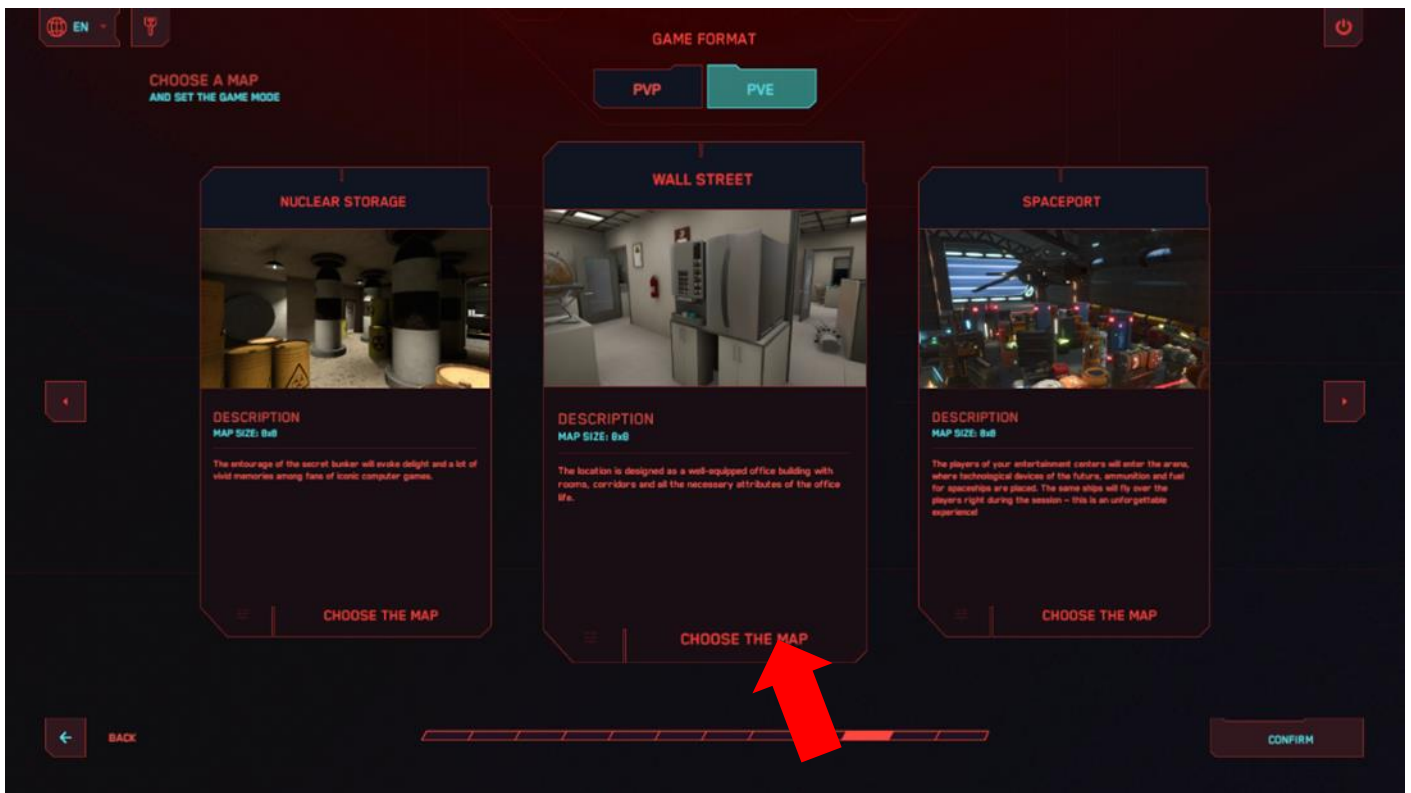 EN
GAME FORMAT
CHOOSE A MAP
AND SET THE GAME MODE
PVP
PVE
NUCLEAR STORAGE
DESCRIPTION
MAP SIZE: 8x8
The entourage of the secret bunker will evoke delight and a lot of
vivid memories among fans of iconic computer games.
CHOOSE THE MAP
WALL STREET
DESCRIPTION
MAP SIZE: 8x8
The location is designed as a well-equipped office building with
rooms, corridors and all the necessary attributes of the office
life.
CHOOSE THE MAP
SPACEPORT
DESCRIPTION
MAP SIZE: 8x8
The players of your entertainment centers will enter the arena,
where technological devices of the future, ammunition and fuel
for spaceships are placed. The same ships will fly over the
players right during the session – this is an unforgettable
experience!
CHOOSE THE MAP
BACK
CONFIRM